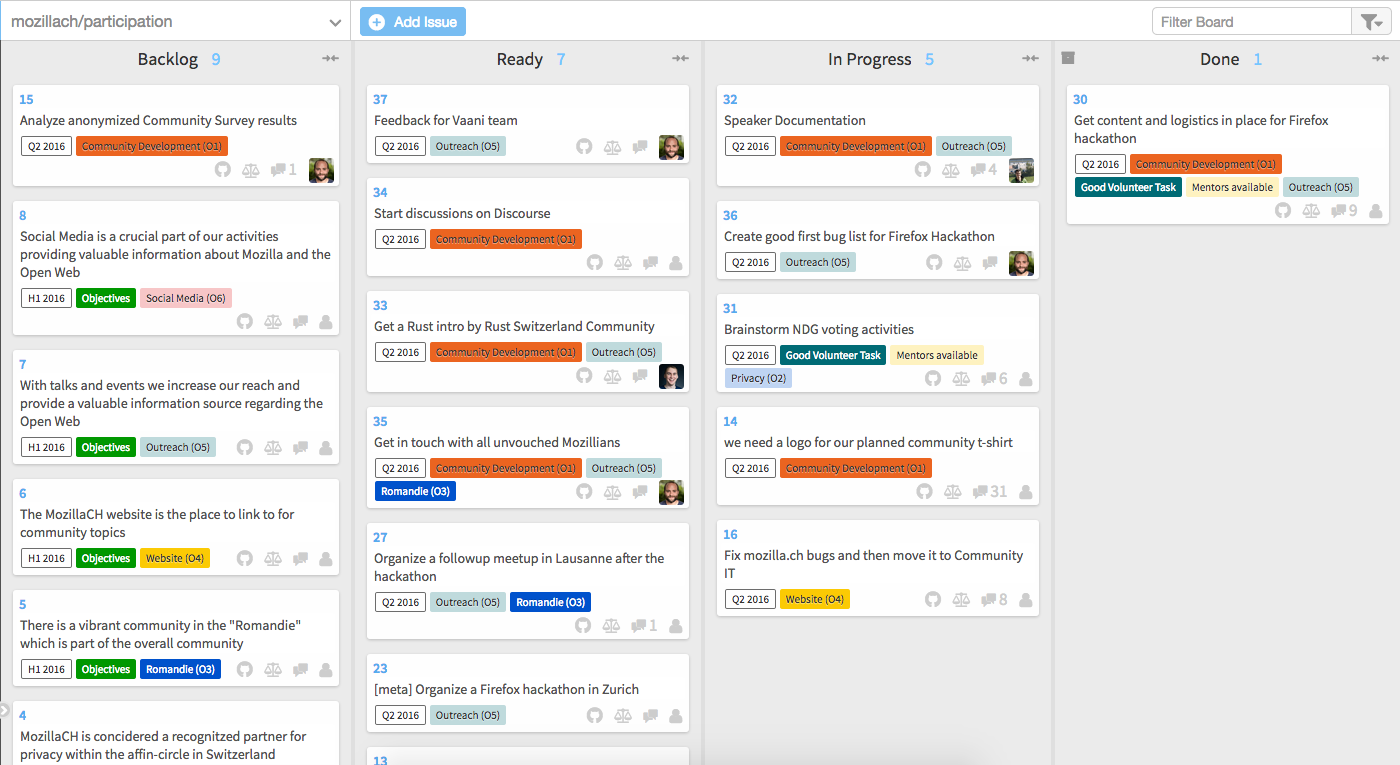 mozillach/participation
Add Issue
Filter Board
Backlog 9
15
Analyze anonymized Community Survey results
Q2 2016 Community Development (O1)
1
8
Social Media is a crucial part of our activities
providing valuable information about Mozilla and the
Open Web
H1 2016 Objectives Social Media (O6)
7
With talks and events we increase our reach and
provide a valuable information source regarding the
Open Web
H1 2016 Objectives Outreach (O5)
6
The MozillaCH website is the place to link to for
community topics
H1 2016 Objectives Website (O4)
5
There is a vibrant community in the "Romandie"
which is part of the overall community
H1 2016 Objectives Romandie (O3)
4
MozillaCH is concidered a recognitzed partner for
privacy within the affin-circle in Switzerland
Ready 7
37
Feedback for Vaani team
Q2 2016 Outreach (O5)
34
Start discussions on Discourse
Q2 2016 Community Development (O1)
33
Get a Rust intro by Rust Switzerland Community
Q2 2016 Community Development (O1) Outreach (O5)
35
Get in touch with all unvouched Mozillians
Q2 2016 Community Development (O1) Outreach (O5)
Romandie (O3)
27
Organize a followup meetup in Lausanne after the
hackathon
Q2 2016 Outreach (O5) Romandie (O3)
1
23
[meta] Organize a Firefox hackathon in Zurich
Q2 2016 Outreach (O5)
13
In Progress 5
32
Speaker Documentation
Q2 2016 Community Development (O1) Outreach (O5)
4
36
Create good first bug list for Firefox Hackathon
Q2 2016 Outreach (O5)
31
Brainstorm NDG voting activities
Q2 2016 Good Volunteer Task Mentors available
Privacy (O2) 6
14
we need a logo for our planned community t-shirt
Q2 2016 Community Development (O1)
31
16
Fix mozilla.ch bugs and then move it to Community
IT
Q2 2016 Website (O4) 8
Done 1
30
Get content and logistics in place for Firefox
hackathon
Q2 2016 Community Development (O1)
Good Volunteer Task Mentors available Outreach (O5)
9